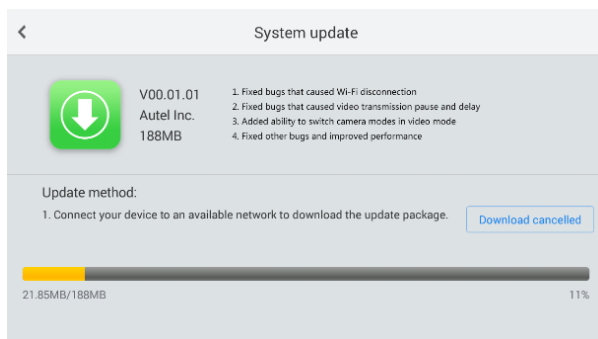 System update
V00.01.01
Autel Inc.
188MB
1. Fixed bugs that caused Wi-Fi disconnection
2. Fixed bugs that caused video transmission pause and delay
3. Added ability to switch camera modes in video mode
4. Fixed other bugs and improved performance
Update method:
1. Connect your device to an available network to download the update package.
Download cancelled
21.85MB/188MB
11%